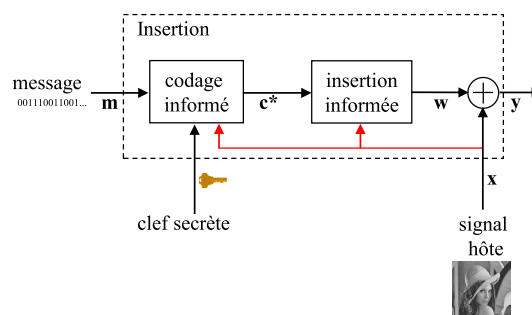 Insertion
message
001110011001...
m
codage
informé
c*
insertion
informée
w
+
y
x
clef secrète
signal
hôte